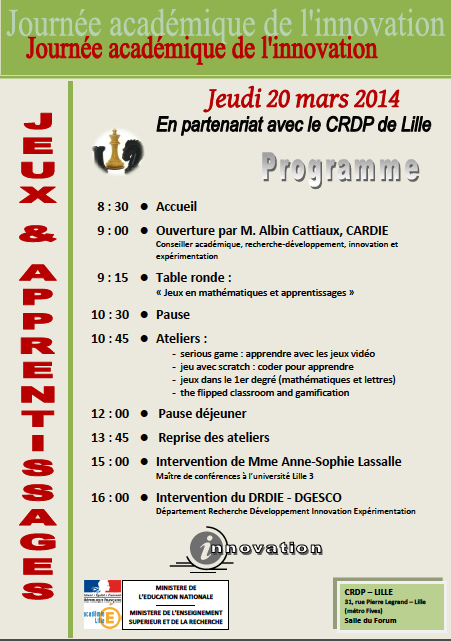 Journée académique de l'innovation
Journée académique de l'innovation
JEUX & APPRENTISSAGES
Jeudi 20 mars 2014
En partenariat avec le CRDP de Lille
Programme
8 : 30 • Accueil
9 : 00 • Ouverture par M. Albin Cattiaux, CARDIE
Conseiller académique, recherche-développement, innovation et
expérimentation
9 : 15 • Table ronde :
« Jeux en mathématiques et apprentissages »
10 : 30 • Pause
10 : 45 • Ateliers :
- serious game : apprendre avec les jeux vidéo
- jeu avec scratch : coder pour apprendre
- jeux dans le 1er degré (mathématiques et lettres)
- the flipped classroom and gamification
12 : 00 • Pause déjeuner
13 : 45 • Reprise des ateliers
15 : 00 • Intervention de Mme Anne-Sophie Lassalle
Maître de conférences à l'université Lille 3
16 : 00 • Intervention du DRDIE - DGESCO
Département Recherche Développement Innovation Expérimentation
innovation
Liberté • Égalité • Fraternité
RÉPUBLIQUE FRANÇAISE
académie
Lille
MINISTERE DE
L'EDUCATION NATIONALE
MINISTERE DE L'ENSEIGNEMENT
SUPERIEUR ET DE LA RECHERCHE
CRDP – LILLE
31, rue Pierre Legrand – Lille
(métro Fives)
Salle du Forum